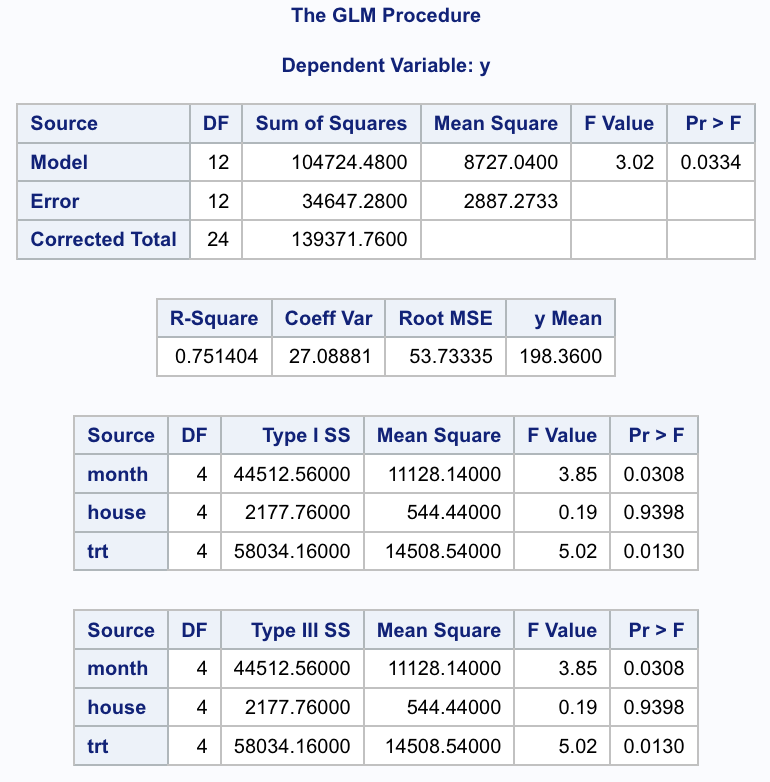 The GLM Procedure
Dependent Variable: y
Source DF Sum of Squares Mean Square F Value Pr > F
Model 12 104724.4800 8727.0400 3.02 0.0334
Error 12 34647.2800 2887.2733
Corrected Total 24 139371.7600
R-Square Coeff Var Root MSE y Mean
0.751404 27.08881 53.73335 198.3600
Source DF Type I SS Mean Square F Value Pr > F
month 4 44512.56000 11128.14000 3.85 0.0308
house 4 2177.76000 544.44000 0.19 0.9398
trt 4 58034.16000 14508.54000 5.02 0.0130
Source DF Type III SS Mean Square F Value Pr > F
month 4 44512.56000 11128.14000 3.85 0.0308
house 4 2177.76000 544.44000 0.19 0.9398
trt 4 58034.16000 14508.54000 5.02 0.0130